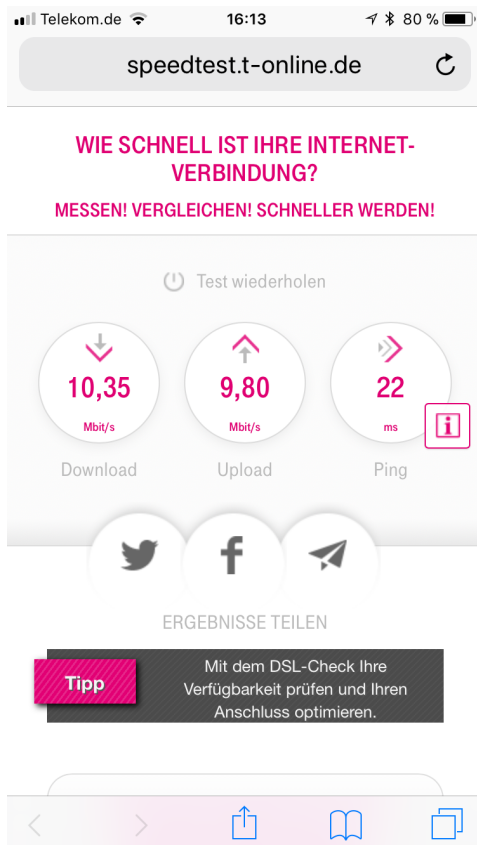 Telekom.de 16:13 80 %
speedtest.t-online.de
WIE SCHNELL IST IHRE INTERNET-
VERBINDUNG?
MESSEN! VERGLEICHEN! SCHNELLER WERDEN!
Test wiederholen
10,35 9,80 22
Mbit/s Mbit/s ms
Download Upload Ping
ERGEBNISSE TEILEN
Tipp
Mit dem DSL-Check Ihre
Verfügbarkeit prüfen und Ihren
Anschluss optimieren.